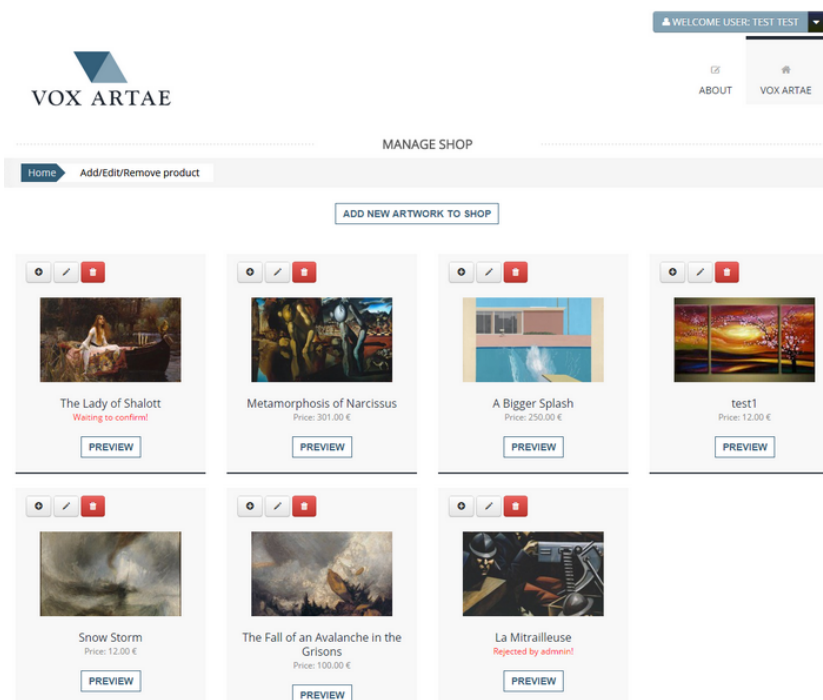 WELCOME USER: TEST TEST
VOX ARTAE
ABOUT
VOX ARTAE
MANAGE SHOP
Home
Add/Edit/Remove product
ADD NEW ARTWORK TO SHOP
The Lady of Shalott
Waiting to confirm!
PREVIEW
Metamorphosis of Narcissus
Price: 301.00 €
PREVIEW
A Bigger Splash
Price: 250.00 €
PREVIEW
test1
Price: 12.00 €
PREVIEW
Snow Storm
Price: 12.00 €
PREVIEW
The Fall of an Avalanche in the
Grisons
Price: 100.00 €
PREVIEW
La Mitrailleuse
Rejected by admnin!
PREVIEW